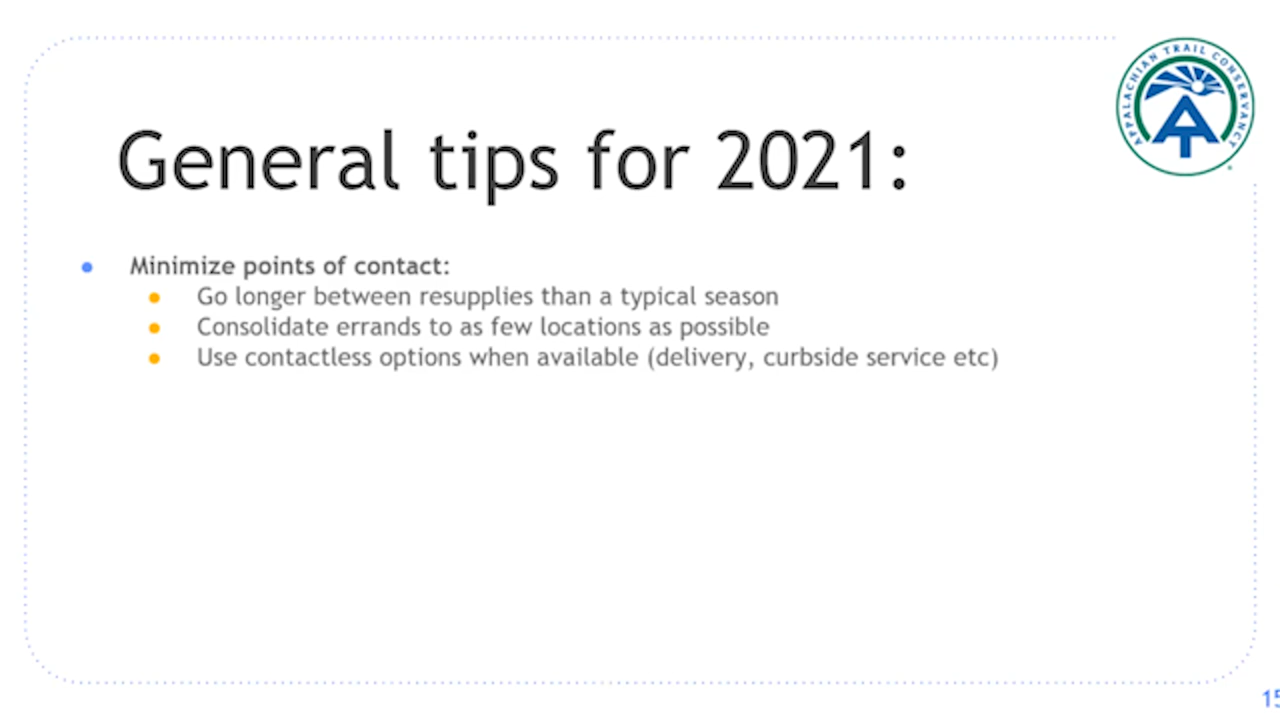 APPALACHIAN TRAIL CONSERVANCY
General tips for 2021:
Minimize points of contact:
Go longer between resupplies than a typical season
Consolidate errands to as few locations as possible
Use contactless options when available (delivery, curbside service etc)
15